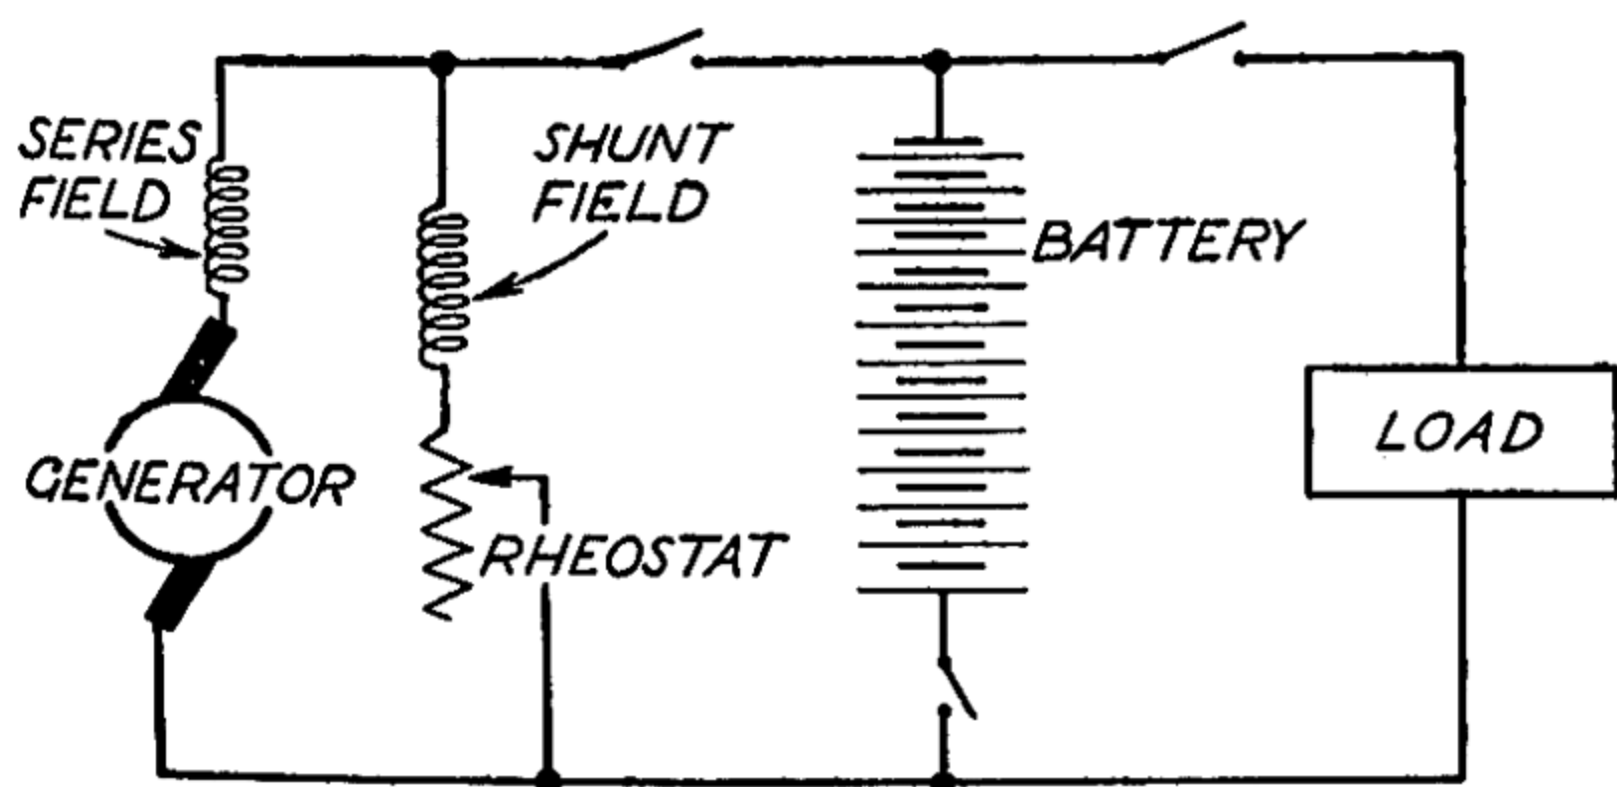 SERIES
FIELD
SHUNT
FIELD
BATTERY
GENERATOR
RHEOSTAT
LOAD